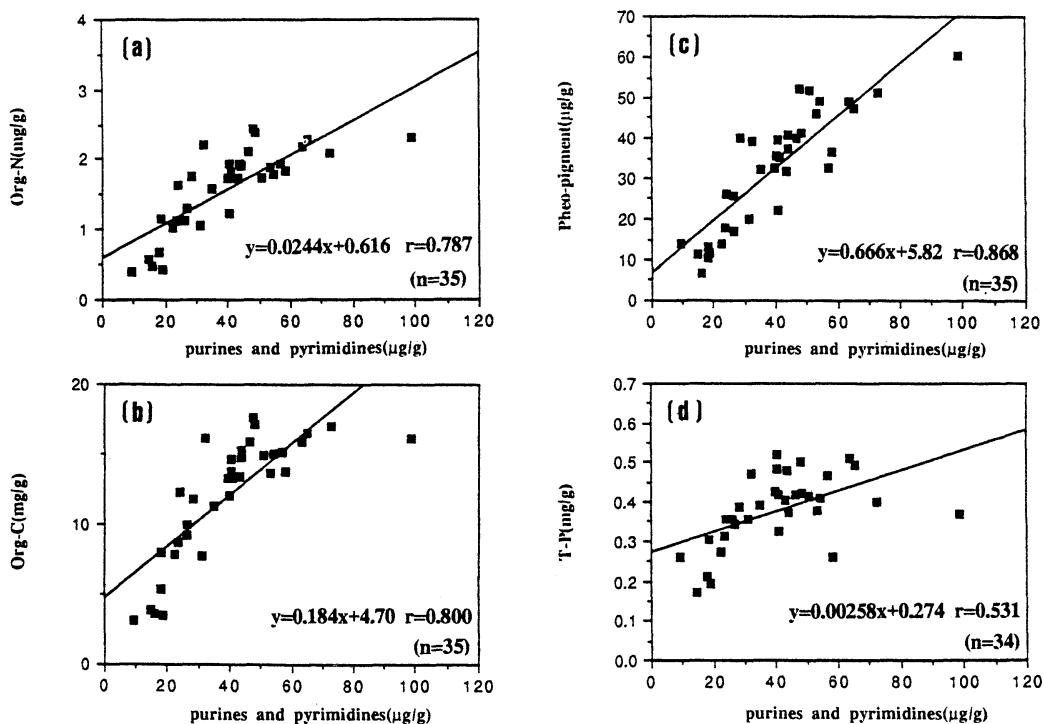 (a)
Org-N(mg/g)
4
3
2
1
0
y=0.0244x+0.616 r=0.787
(n=35)
0 20 40 60 80 100 120
purines and pyrimidines(µg/g)
(c)
Pheo-pigment(µg/g)
70
60
50
40
30
20
10
0
y=0.666x+5.82 r=0.868
(n=35)
0 20 40 60 80 100 120
purines and pyrimidines(µg/g)
(b)
Org-C(mg/g)
20
10
0
y=0.184x+4.70 r=0.800
(n=35)
0 20 40 60 80 100 120
purines and pyrimidines(µg/g)
(d)
T-P(mg/g)
0.7
0.6
0.5
0.4
0.3
0.2
0.1
0.0
y=0.00258x+0.274 r=0.531
(n=34)
0 20 40 60 80 100 120
purines and pyrimidines(µg/g)